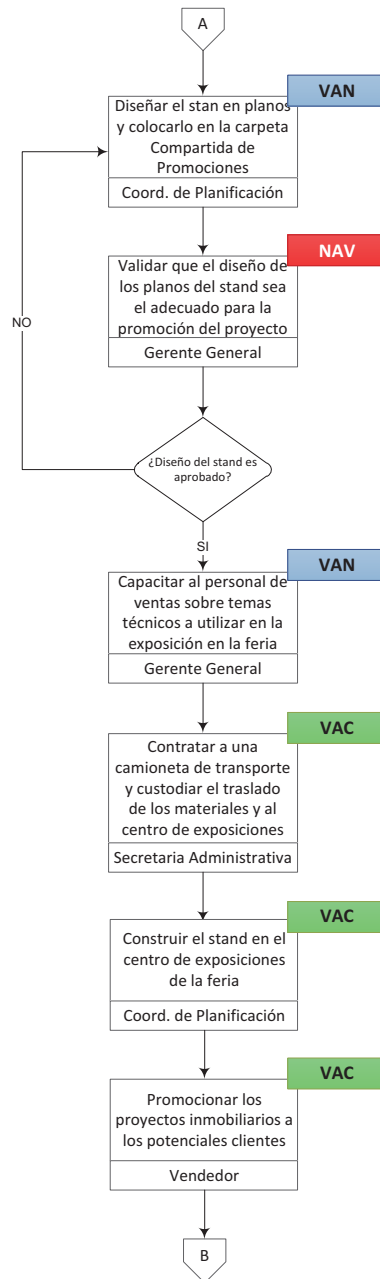 A
VAN
Diseñar el stan en planos
y colocarlo en la carpeta
Compartida de
Promociones
Coord. de Planificación
NAV
Validar que el diseño de
los planos del stand sea
el adecuado para la
promoción del proyecto
Gerente General
NO
¿Diseño del stand es
aprobado?
SI
VAN
Capacitar al personal de
ventas sobre temas
técnicos a utilizar en la
exposición en la feria
Gerente General
VAC
Contratar a una
camioneta de transporte
y custodiar el traslado
de los materiales y al
centro de exposiciones
Secretaria Administrativa
VAC
Construir el stand en el
centro de exposiciones
de la feria
Coord. de Planificación
VAC
Promocionar los
proyectos inmobiliarios a
los potenciales clientes
Vendedor
B